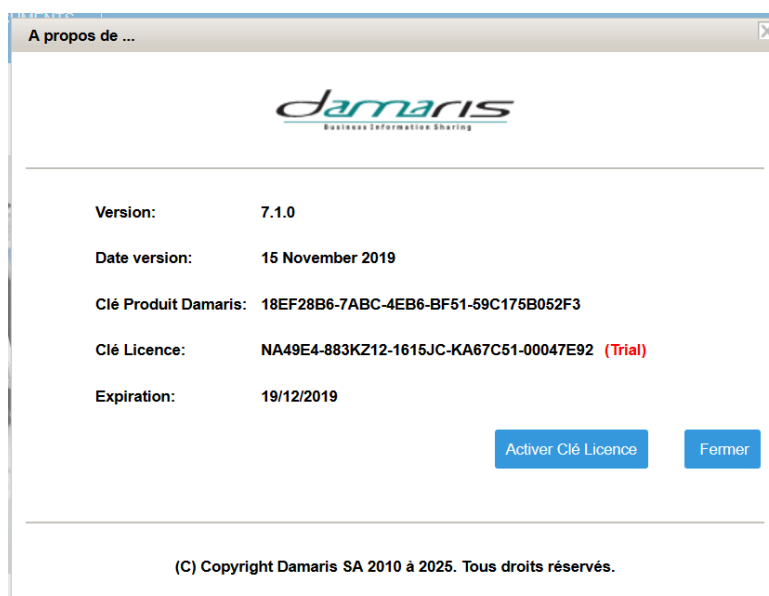 A propos de ...
damaris
Business Information Sharing
Version: 7.1.0
Date version: 15 November 2019
Clé Produit Damaris: 18EF28B6-7ABC-4EB6-BF51-59C175B052F3
Clé Licence: NA49E4-883KZ12-1615JC-KA67C51-00047E92 (Trial)
Expiration: 19/12/2019
Activer Clé Licence Fermer
(C) Copyright Damaris SA 2010 à 2025. Tous droits réservés.